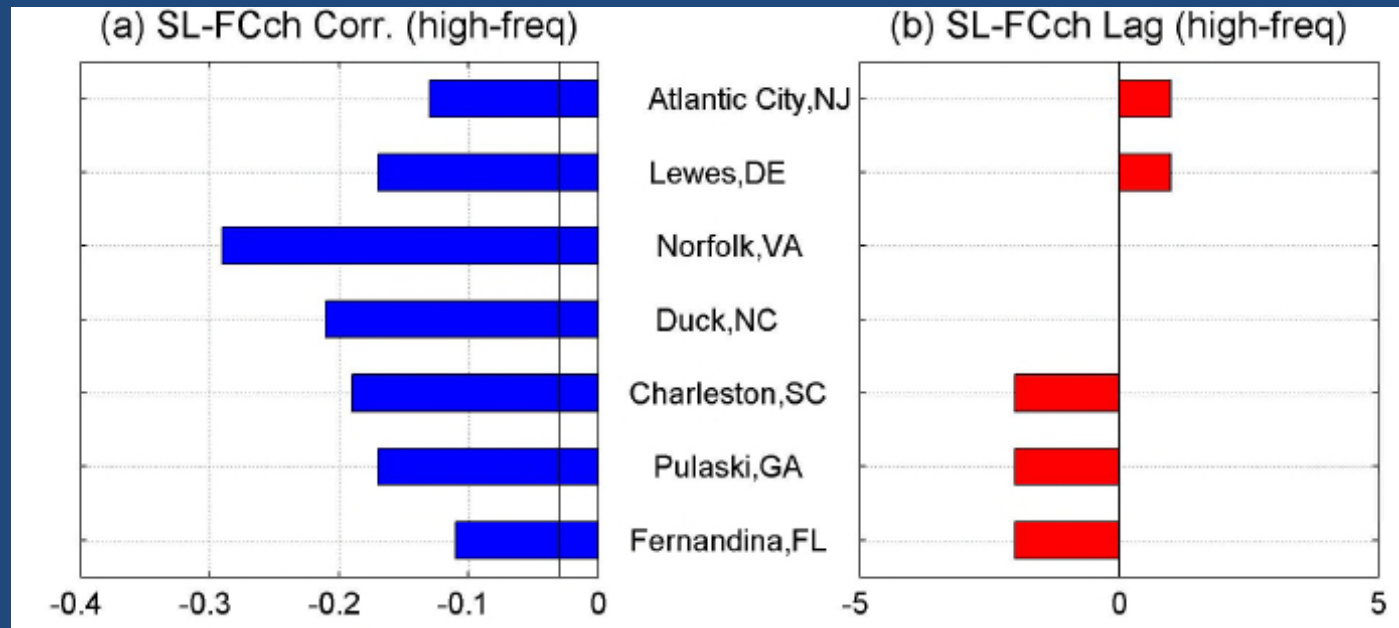 (a) SL-FCch Corr. (high-freq)
(b) SL-FCch Lag (high-freq)
Atlantic City,NJ
Lewes,DE
Norfolk,VA
Duck,NC
Charleston,SC
Pulaski,GA
Fernandina,FL
-0.4 -0.3 -0.2 -0.1 0
-5 0 5